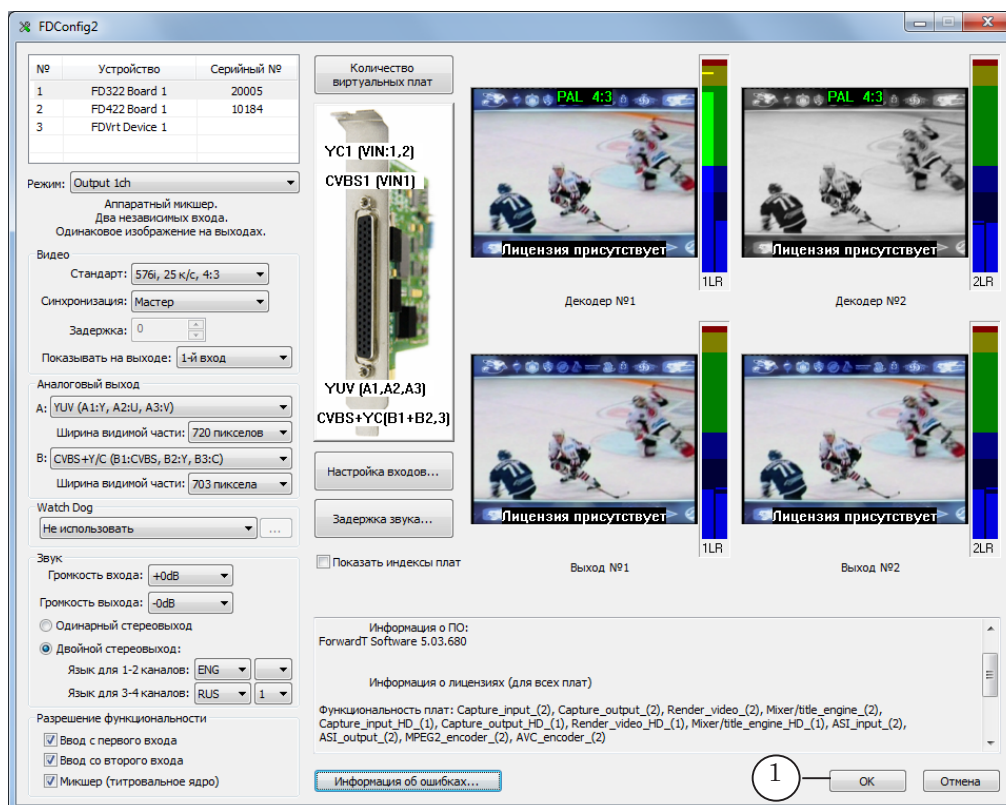 FDConfig2
№ Устройство Серийный №
1 FD322 Board 1 20005
2 FD422 Board 1 10184
3 FDVrt Device 1
Режим: Output 1ch
Аппаратный микшер.
Два независимых входа.
Одинаковое изображение на выходах.
Видео
Стандарт: 576i, 25 к/с, 4:3
Синхронизация: Мастер
Задержка: 0
Показывать на выходе: 1-й вход
Аналоговый выход
A: YUV (A1:Y, A2:U, A3:V)
Ширина видимой части: 720 пикселов
B: CVBS+Y/C (B1:CVBS, B2:Y, B3:C)
Ширина видимой части: 703 пиксела
Watch Dog
Не использовать ...
Звук
Громкость входа: +0dB
Громкость выхода: -0dB
Одинарный стереовыход
Двойной стереовыход:
Язык для 1-2 каналов: ENG
Язык для 3-4 каналов: RUS 1
Разрешение функциональности
Ввод с первого входа
Ввод со второго входа
Микшер (титровальное ядро)
Количество
виртуальных плат
YC1 (VIN:1,2)
CVBS1 (VIN1)
YUV (A1,A2,A3)
CVBS+YC(B1+B2,3)
Настройка входов...
Задержка звука...
Показать индексы плат
PAL 4:3
Лицензия присутствует
1LR
Декодер №1
PAL 4:3
Лицензия присутствует
2LR
Декодер №2
Лицензия присутствует
1LR
Выход №1
Лицензия присутствует
2LR
Выход №2
Информация о ПО:
ForwardT Software 5.03.680
Информация о лицензиях (для всех плат)
Функциональность плат: Capture_input_(2), Capture_output_(2), Render_video_(2), Mixer/title_engine_(2),
Capture_input_HD_(1), Capture_output_HD_(1), Render_video_HD_(1), Mixer/title_engine_HD_(1), ASI_input_(2),
ASI_output_(2), MPEG2_encoder_(2), AVC_encoder_(2)
Информация об ошибках...
1
OK
Отмена